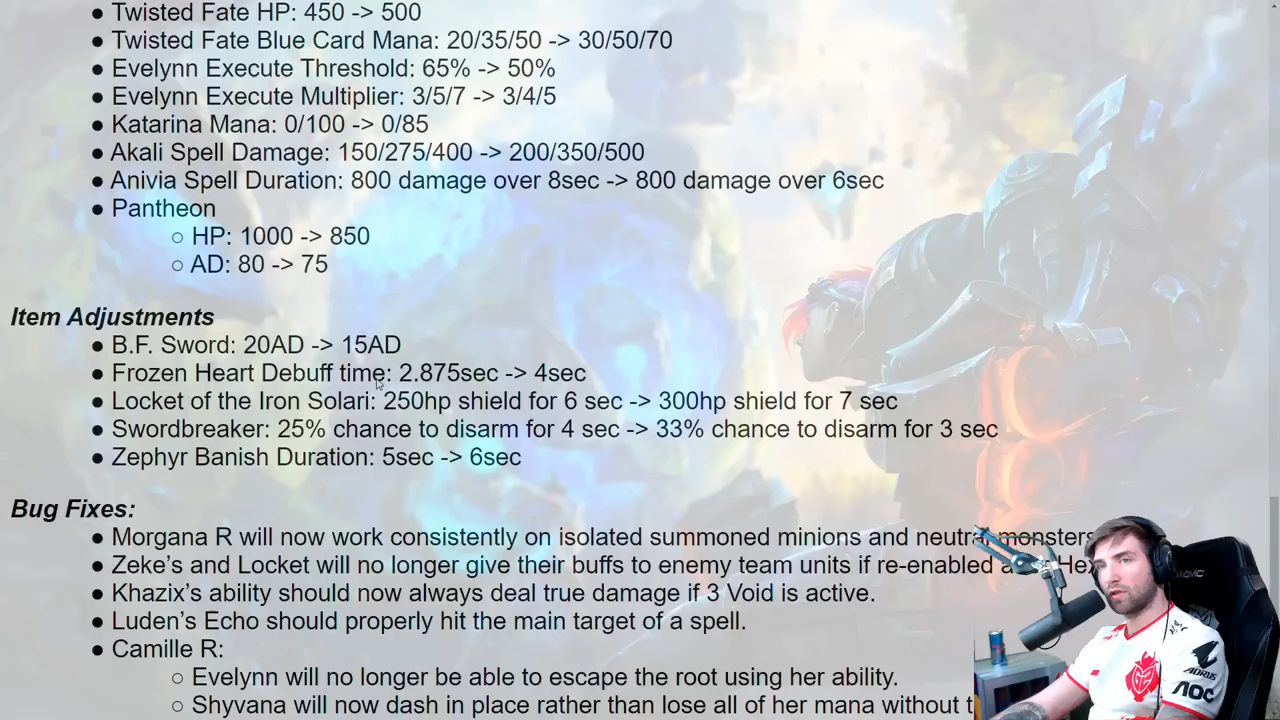 ● Twisted Fate HP: 450 -> 500
● Twisted Fate Blue Card Mana: 20/35/50 -> 30/50/70
● Evelynn Execute Threshold: 65% -> 50%
● Evelynn Execute Multiplier: 3/5/7 -> 3/4/5
● Katarina Mana: 0/100 -> 0/85
● Akali Spell Damage: 150/275/400 -> 200/350/500
● Anivia Spell Duration: 800 damage over 8sec -> 800 damage over 6sec
● Pantheon
○ HP: 1000 -> 850
○ AD: 80 -> 75
Item Adjustments
● B.F. Sword: 20AD -> 15AD
● Frozen Heart Debuff time: 2.875sec -> 4sec
● Locket of the Iron Solari: 250hp shield for 6 sec -> 300hp shield for 7 sec
● Swordbreaker: 25% chance to disarm for 4 sec -> 33% chance to disarm for 3 sec
● Zephyr Banish Duration: 5sec -> 6sec
Bug Fixes:
● Morgana R will now work consistently on isolated summoned minions and neutral monsters
● Zeke's and Locket will no longer give their buffs to enemy team units if re-enabled
● Khazix's ability should now always deal true damage if 3 Void is active.
● Luden's Echo should properly hit the main target of a spell.
● Camille R:
○ Evelynn will no longer be able to escape the root using her ability.
○ Shyvana will now dash in place rather than lose all of her mana without
AORUS
AOC
G2